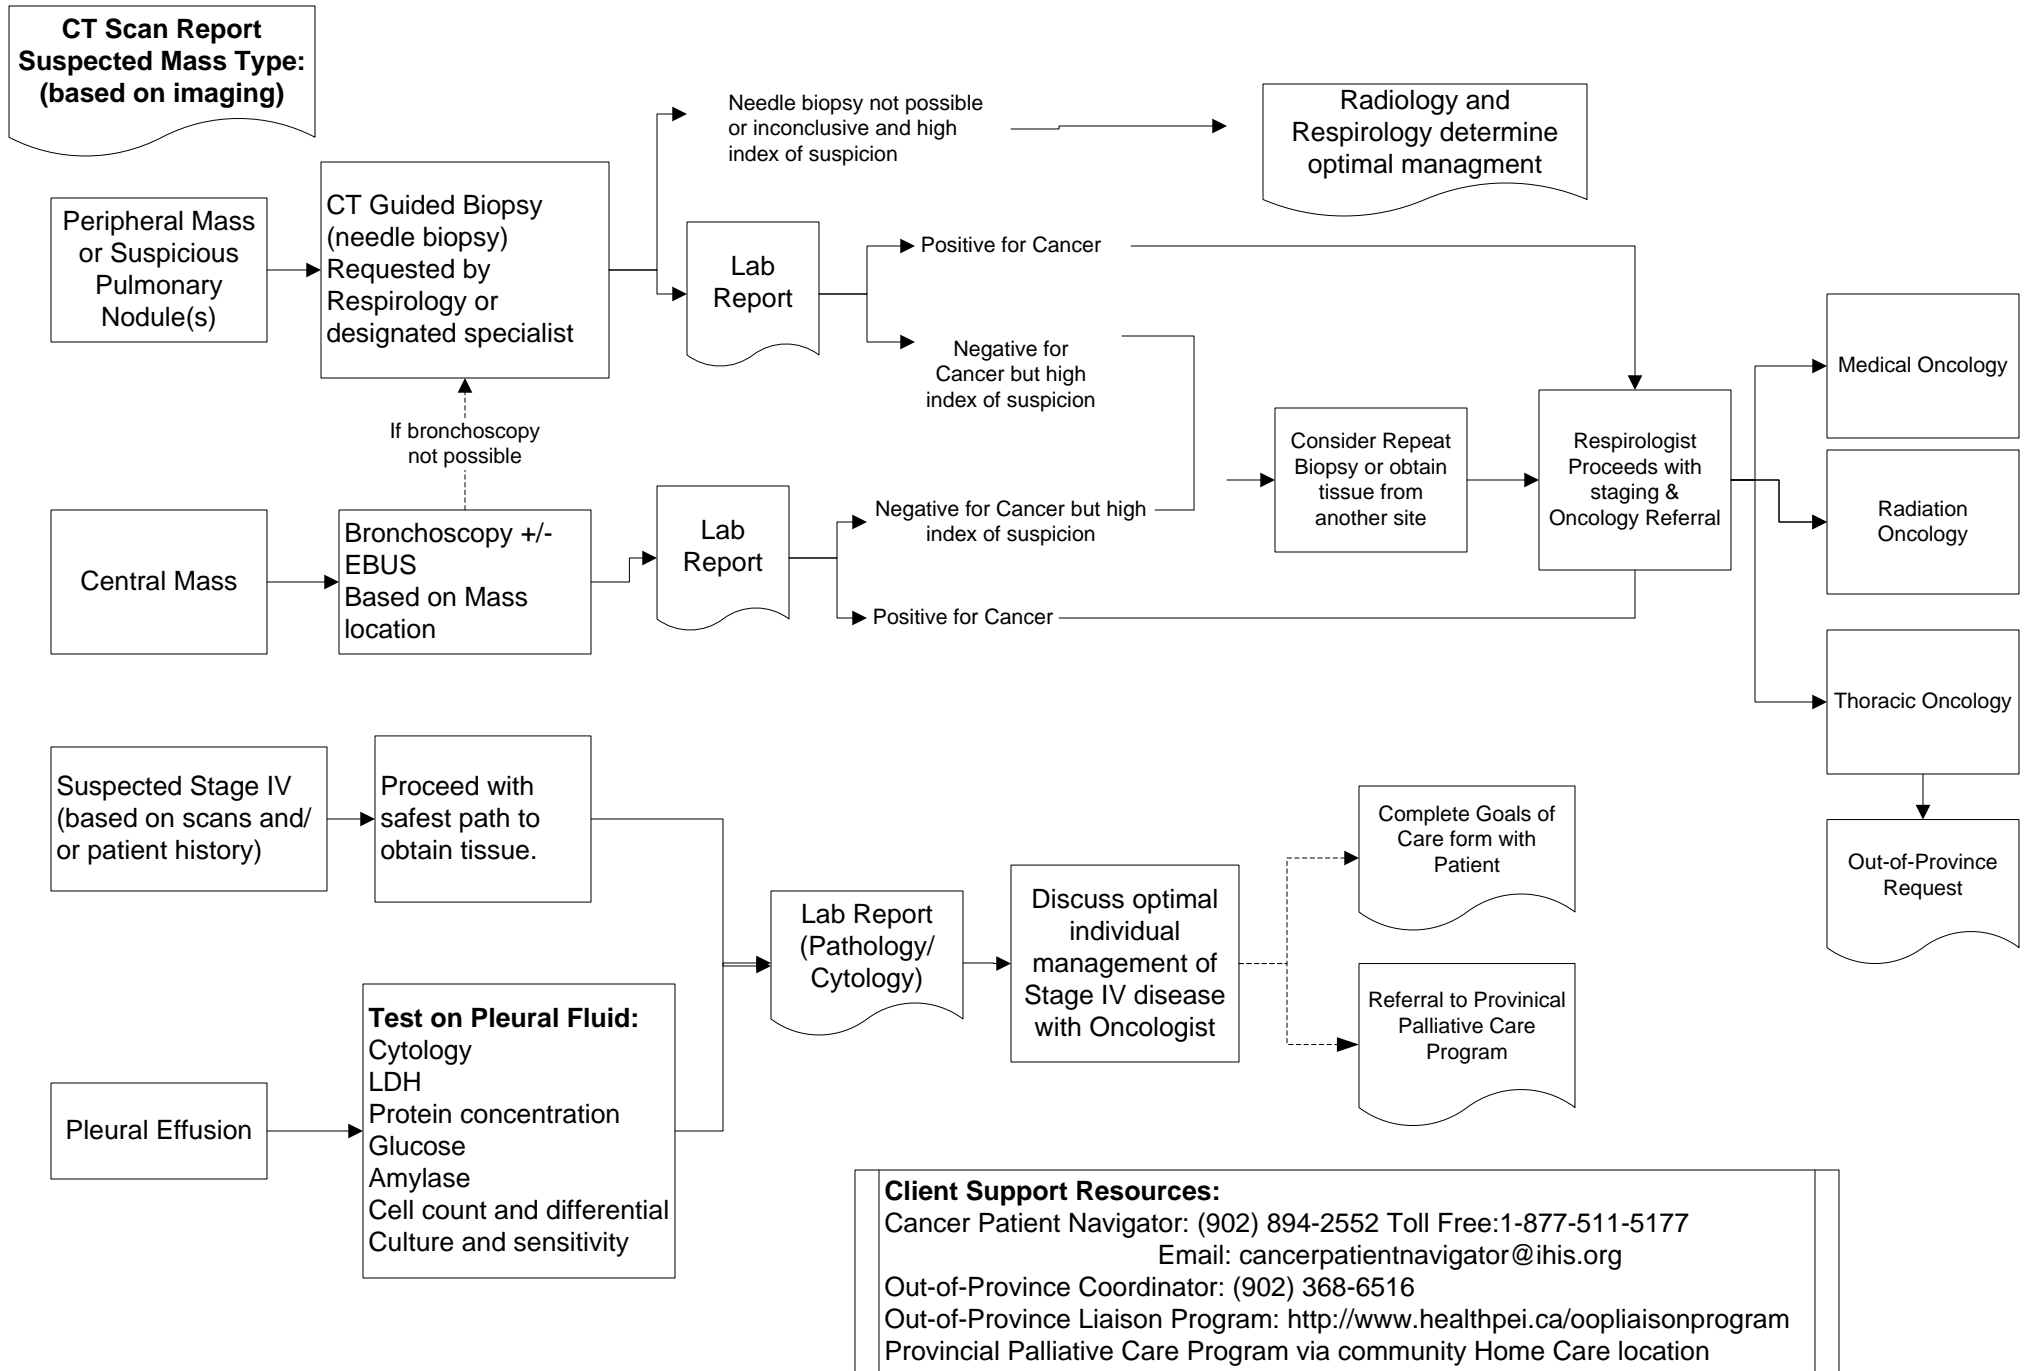 CT Scan Report
Suspected Mass Type:
(based on imaging)
Needle biopsy not possible
or inconclusive and high
index of suspicion
Radiology and
Respirology determine
optimal managment
Peripheral Mass
or Suspicious
Pulmonary
Nodule(s)
CT Guided Biopsy
(needle biopsy)
Requested by
Respirology or
designated specialist
Lab
Report
Positive for Cancer
Negative for
Cancer but high
index of suspicion
If bronchoscopy
not possible
Central Mass
Bronchoscopy +/-
EBUS
Based on Mass
location
Lab
Report
Negative for Cancer but high
index of suspicion
Positive for Cancer
Consider Repeat
Biopsy or obtain
tissue from
another site
Respirologist
Proceeds with
staging &
Oncology Referral
Medical Oncology
Radiation
Oncology
Thoracic Oncology
Out-of-Province
Request
Suspected Stage IV
(based on scans and/
or patient history)
Proceed with
safest path to
obtain tissue.
Pleural Effusion
Test on Pleural Fluid:
Cytology
LDH
Protein concentration
Glucose
Amylase
Cell count and differential
Culture and sensitivity
Lab Report
(Pathology/
Cytology)
Discuss optimal
individual
management of
Stage IV disease
with Oncologist
Complete Goals of
Care form with
Patient
Referral to Provinical
Palliative Care
Program
Client Support Resources:
Cancer Patient Navigator: (902) 894-2552 Toll Free:1-877-511-5177
Email: cancerpatientnavigator@ihis.org
Out-of-Province Coordinator: (902) 368-6516
Out-of-Province Liaison Program: http://www.healthpei.ca/oopliaisonprogram
Provincial Palliative Care Program via community Home Care location